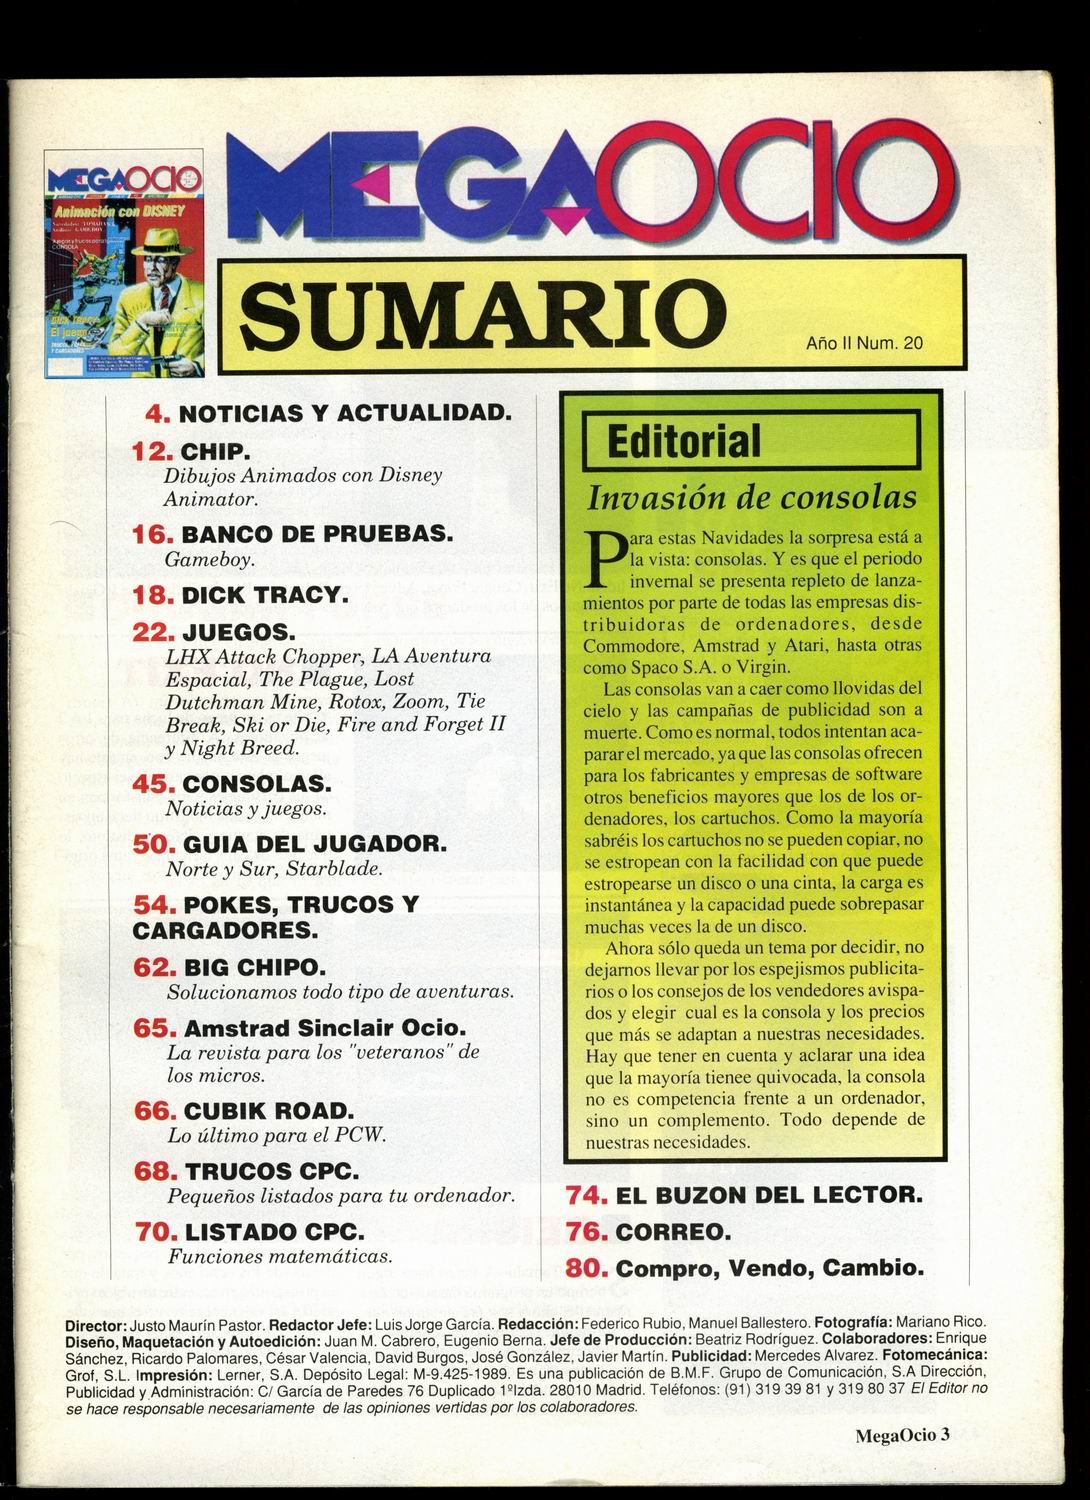 MEGAOCIO
MEGAOCIO
Animación con DISNEY
CONSOLA
DICK TRACY
El juego
Y CARGADORES
SUMARIO
Año II Num. 20
4. NOTICIAS Y ACTUALIDAD.
12. CHIP.
Dibujos Animados con Disney
Animator.
16. BANCO DE PRUEBAS.
Gameboy.
18. DICK TRACY.
22. JUEGOS.
LHX Attack Chopper, LA Aventura
Espacial, The Plague, Lost
Dutchman Mine, Rotox, Zoom, Tie
Break, Ski or Die, Fire and Forget II
y Night Breed.
45. CONSOLAS.
Noticias y juegos.
50. GUIA DEL JUGADOR.
Norte y Sur, Starblade.
54. POKES, TRUCOS Y
CARGADORES.
62. BIG CHIPO.
Solucionamos todo tipo de aventuras.
65. Amstrad Sinclair Ocio.
La revista para los "veteranos" de
los micros.
66. CUBIK ROAD.
Lo último para el PCW.
68. TRUCOS CPC.
Pequeños listados para tu ordenador.
70. LISTADO CPC.
Funciones matemáticas.
Editorial
Invasión de consolas
Para estas Navidades la sorpresa está a
la vista: consolas. Y es que el periodo
invernal se presenta repleto de lanza-
mientos por parte de todas las empresas dis-
tribuidoras de ordenadores, desde
Commodore, Amstrad y Atari, hasta otras
como Spaco S.A. o Virgin.
Las consolas van a caer como llovidas del
cielo y las campañas de publicidad son a
muerte. Como es normal, todos intentan aca-
parar el mercado, ya que las consolas ofrecen
para los fabricantes y empresas de software
otros beneficios mayores que los de los or-
denadores, los cartuchos. Como la mayoría
sabréis los cartuchos no se pueden copiar, no
se estropean con la facilidad con que puede
estropearse un disco o una cinta, la carga es
instantánea y la capacidad puede sobrepasar
muchas veces la de un disco.
Ahora sólo queda un tema por decidir, no
dejarnos llevar por los espejismos publicita-
rios o los consejos de los vendedores avispa-
dos y elegir cual es la consola y los precios
que más se adaptan a nuestras necesidades.
Hay que tener en cuenta y aclarar una idea
que la mayoría tienee quivocada, la consola
no es competencia frente a un ordenador,
sino un complemento. Todo depende de
nuestras necesidades.
74. EL BUZON DEL LECTOR.
76. CORREO.
80. Compro, Vendo, Cambio.
Director: Justo Maurín Pastor. Redactor Jefe: Luis Jorge García. Redacción: Federico Rubio, Manuel Ballestero. Fotografía: Mariano Rico.
Diseño, Maquetación y Autoedición: Juan M. Cabrero, Eugenio Berna. Jefe de Producción: Beatriz Rodríguez. Colaboradores: Enrique
Sánchez, Ricardo Palomares, César Valencia, David Burgos, José González, Javier Martín. Publicidad: Mercedes Alvarez. Fotomecánica:
Grof, S.L. Impresión: Lerner, S.A. Depósito Legal: M-9.425-1989. Es una publicación de B.M.F. Grupo de Comunicación, S.A Dirección,
Publicidad y Administración: C/ García de Paredes 76 Duplicado 1ºIzda. 28010 Madrid. Teléfonos: (91) 319 39 81 y 319 80 37 El Editor no
se hace responsable necesariamente de las opiniones vertidas por los colaboradores.
MegaOcio 3